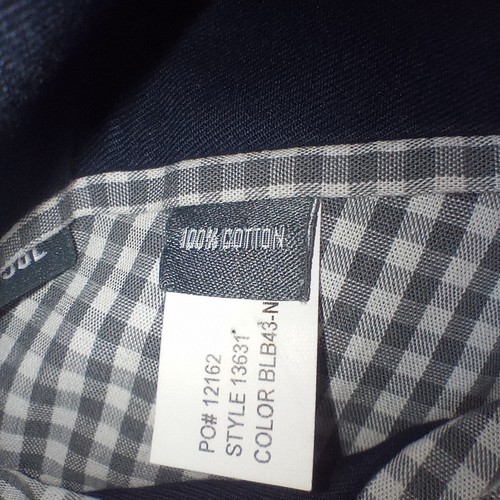 100% COTTON
PO# 12162
STYLE 13631*
COLOR BLB43-N